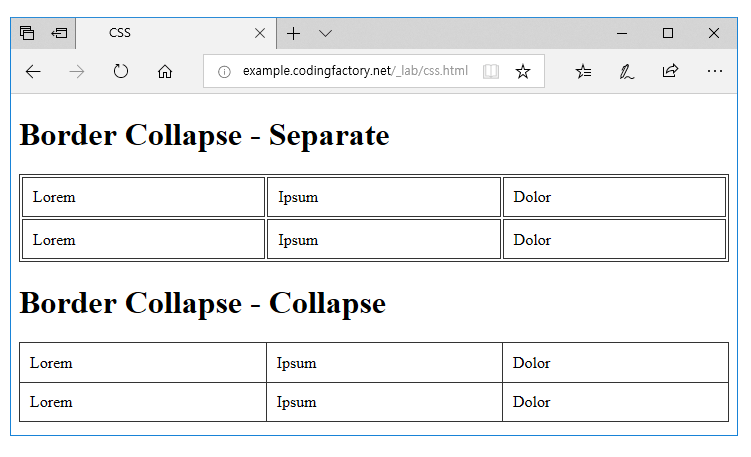 CSS
example.codingfactory.net/_lab/css.html
Border Collapse - Separate
Lorem Ipsum Dolor
Lorem Ipsum Dolor
Border Collapse - Collapse
Lorem Ipsum Dolor
Lorem Ipsum Dolor